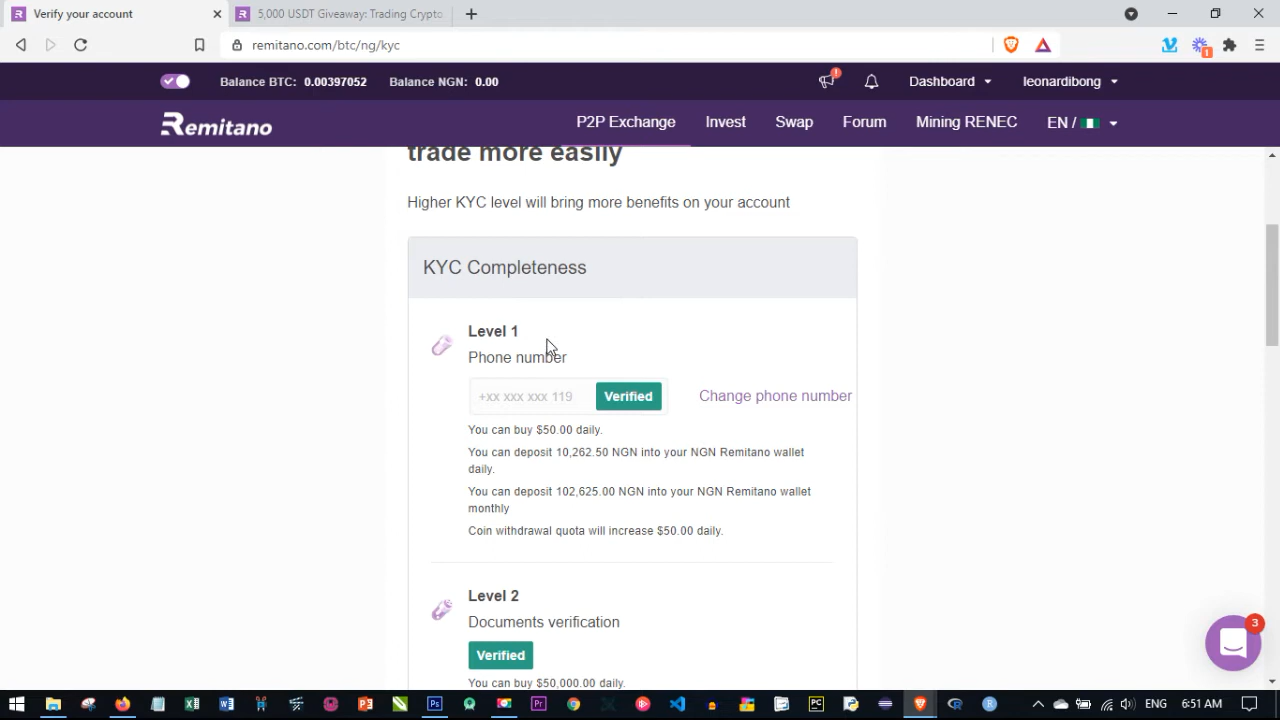 Verify your account
5,000 USDT Giveaway: Trading Crypto
remitano.com/btc/ng/kyc
1
Balance BTC: 0.00397052
Balance NGN: 0.00
!
Dashboard
leonardibong
Remitano
P2P Exchange
Invest
Swap
Forum
Mining RENEC
EN /
trade more easily
Higher KYC level will bring more benefits on your account
KYC Completeness
Level 1
Phone number
+xx xxx xxx 119
Verified
Change phone number
You can buy $50.00 daily.
You can deposit 10,262.50 NGN into your NGN Remitano wallet
daily.
You can deposit 102,625.00 NGN into your NGN Remitano wallet
monthly
Coin withdrawal quota will increase $50.00 daily.
Level 2
Documents verification
Verified
You can buy $50,000.00 daily.
3
ENG
6:51 AM